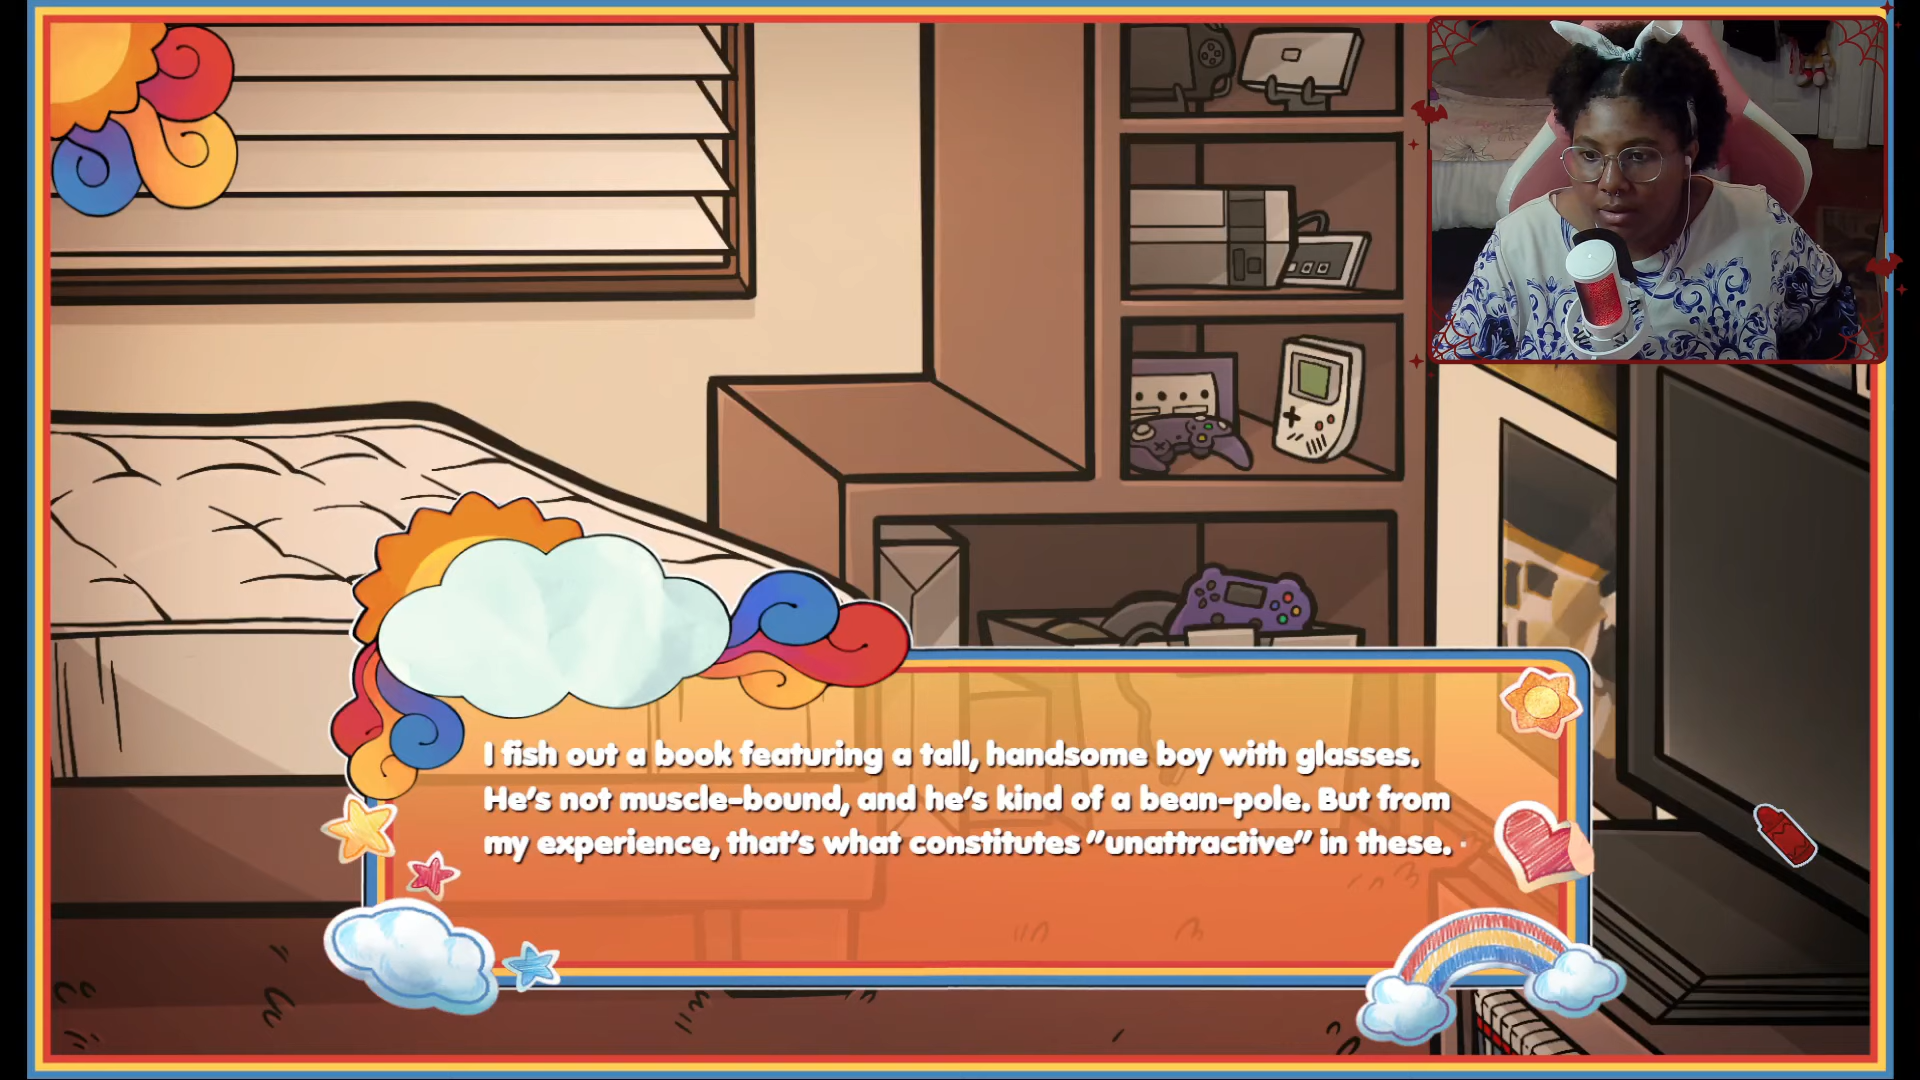 I fish out a book featuring a tall, handsome boy with glasses.
He's not muscle-bound, and he's kind of a bean-pole. But from
my experience, that's what constitutes "unattractive" in these.